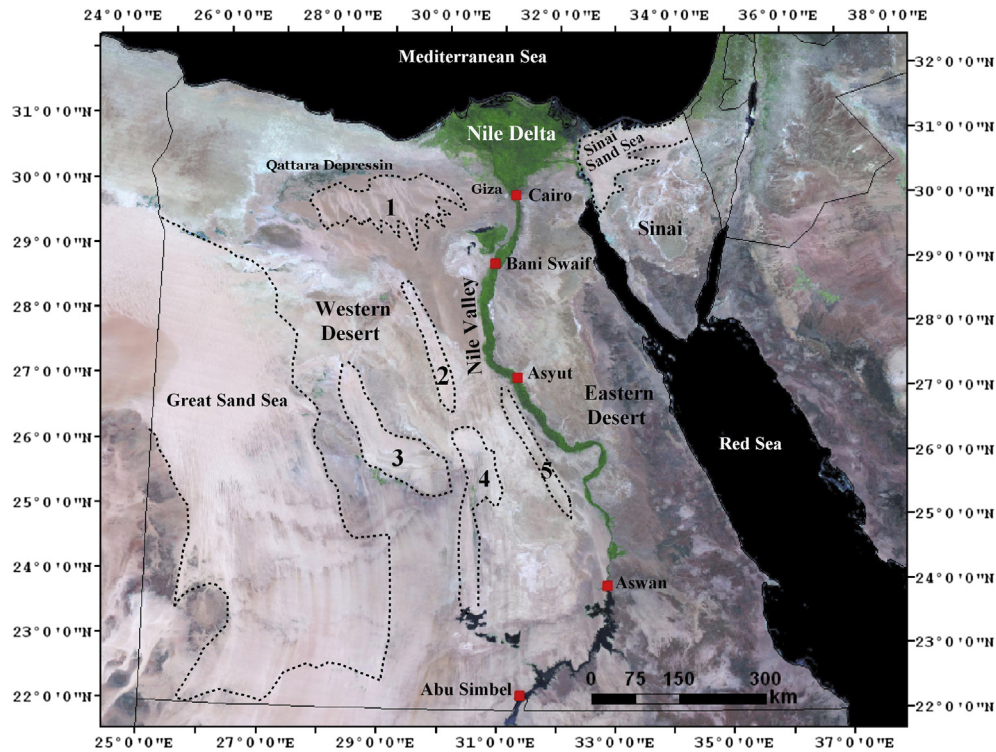 24°0'0"E 26°0'0"E 28°0'0"E 30°0'0"E 32°0'0"E 34°0'0"E 36°0'0"E 38°0'0"E
Mediterranean Sea
32°0'0"N
31°0'0"N
31°0'0"N
Nile Delta
Sinai
Sand Sea
Qattara Depressin
30°0'0"N
30°0'0"N
Giza
Cairo
1
29°0'0"N
Sinai
29°0'0"N
Bani Swaif
28°0'0"N
Western
Desert
Nile Valley
28°0'0"N
27°0'0"N
2
Asyut
27°0'0"N
Great Sand Sea
Eastern
Desert
26°0'0"N
3
4
5
Red Sea
26°0'0"N
25°0'0"N
25°0'0"N
24°0'0"N
Aswan
24°0'0"N
23°0'0"N
23°0'0"N
22°0'0"N
Abu Simbel
0 75 150 300
km
22°0'0"N
25°0'0"E 27°0'0"E 29°0'0"E 31°0'0"E 33°0'0"E 35°0'0"E 37°0'0"E